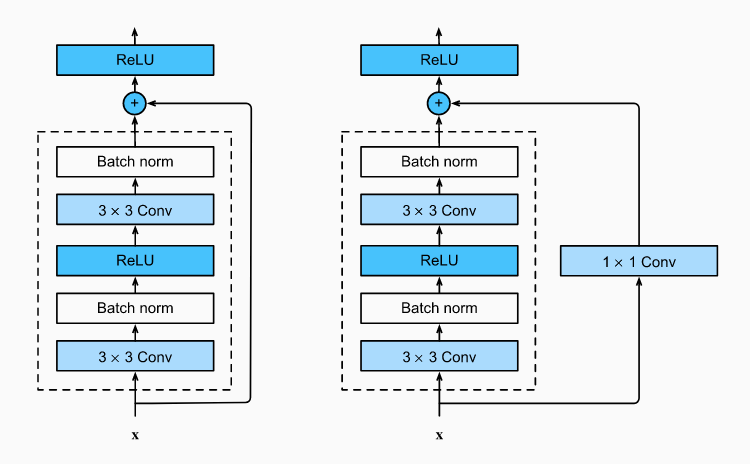 ReLU
+
Batch norm
3 × 3 Conv
ReLU
Batch norm
3 × 3 Conv
x
ReLU
+
Batch norm
3 × 3 Conv
ReLU
Batch norm
3 × 3 Conv
1 × 1 Conv
x